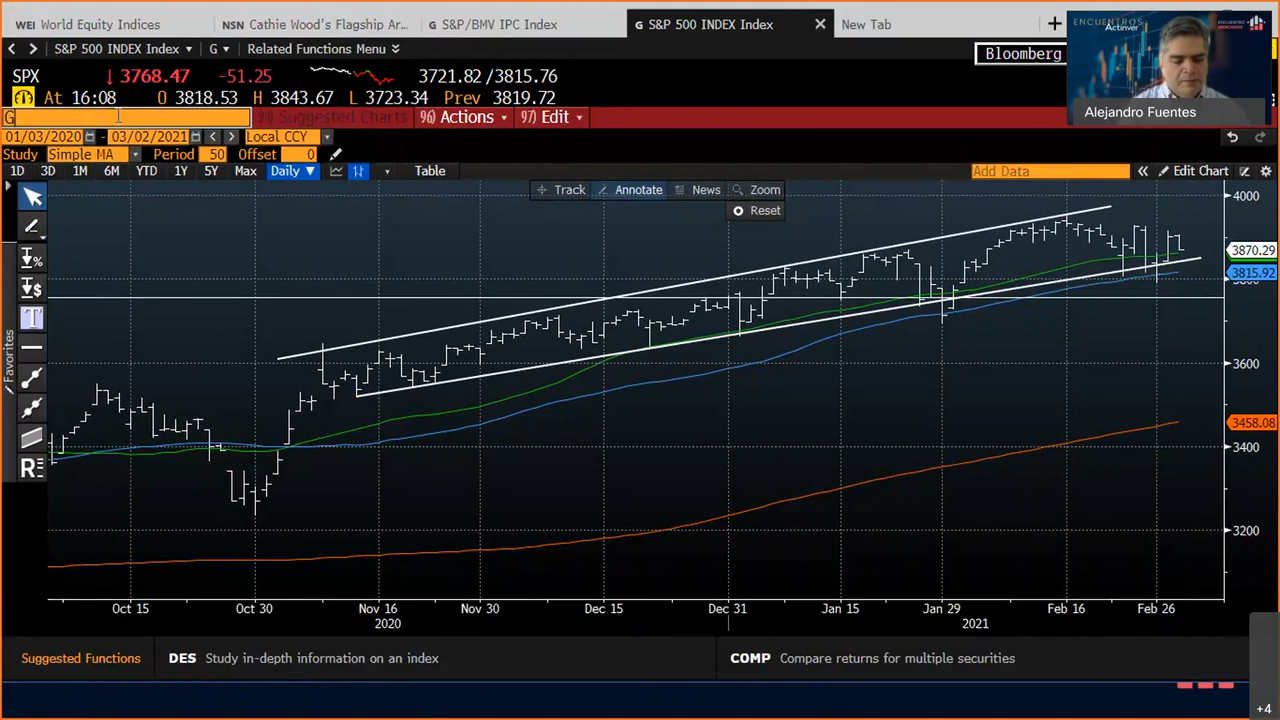 WEI World Equity Indices
NSN Cathie Wood's Flagship Ar...
G S&P/BMV IPC Index
G S&P 500 INDEX Index
New Tab
S&P 500 INDEX Index
G
Related Functions Menu
Bloomberg
SPX
3768.47
-51.25
3721.82 /3815.76
At 16:08 O 3818.53 H 3843.67 L 3723.34 Prev 3819.72
G
99) Suggested Charts
96) Actions
97) Edit
01/03/2020 - 03/02/2021
Local CCY
Study Simple MA Period 50 Offset 0
1D 3D 1M 6M YTD 1Y 5Y Max Daily
Table
Add Data
Edit Chart
Track
Annotate
News
Zoom
Reset
ENCUENTROS
Actinver
Alejandro Fuentes
T
R
Favorites
4000
3870.29
3815.92
3800
3600
3458.08
3400
3200
Oct 15
Oct 30
Nov 16
Nov 30
Dec 15
Dec 31
Jan 15
Jan 29
Feb 16
Feb 26
2020
2021
Suggested Functions
DES Study in-depth information on an index
COMP Compare returns for multiple securities
+4